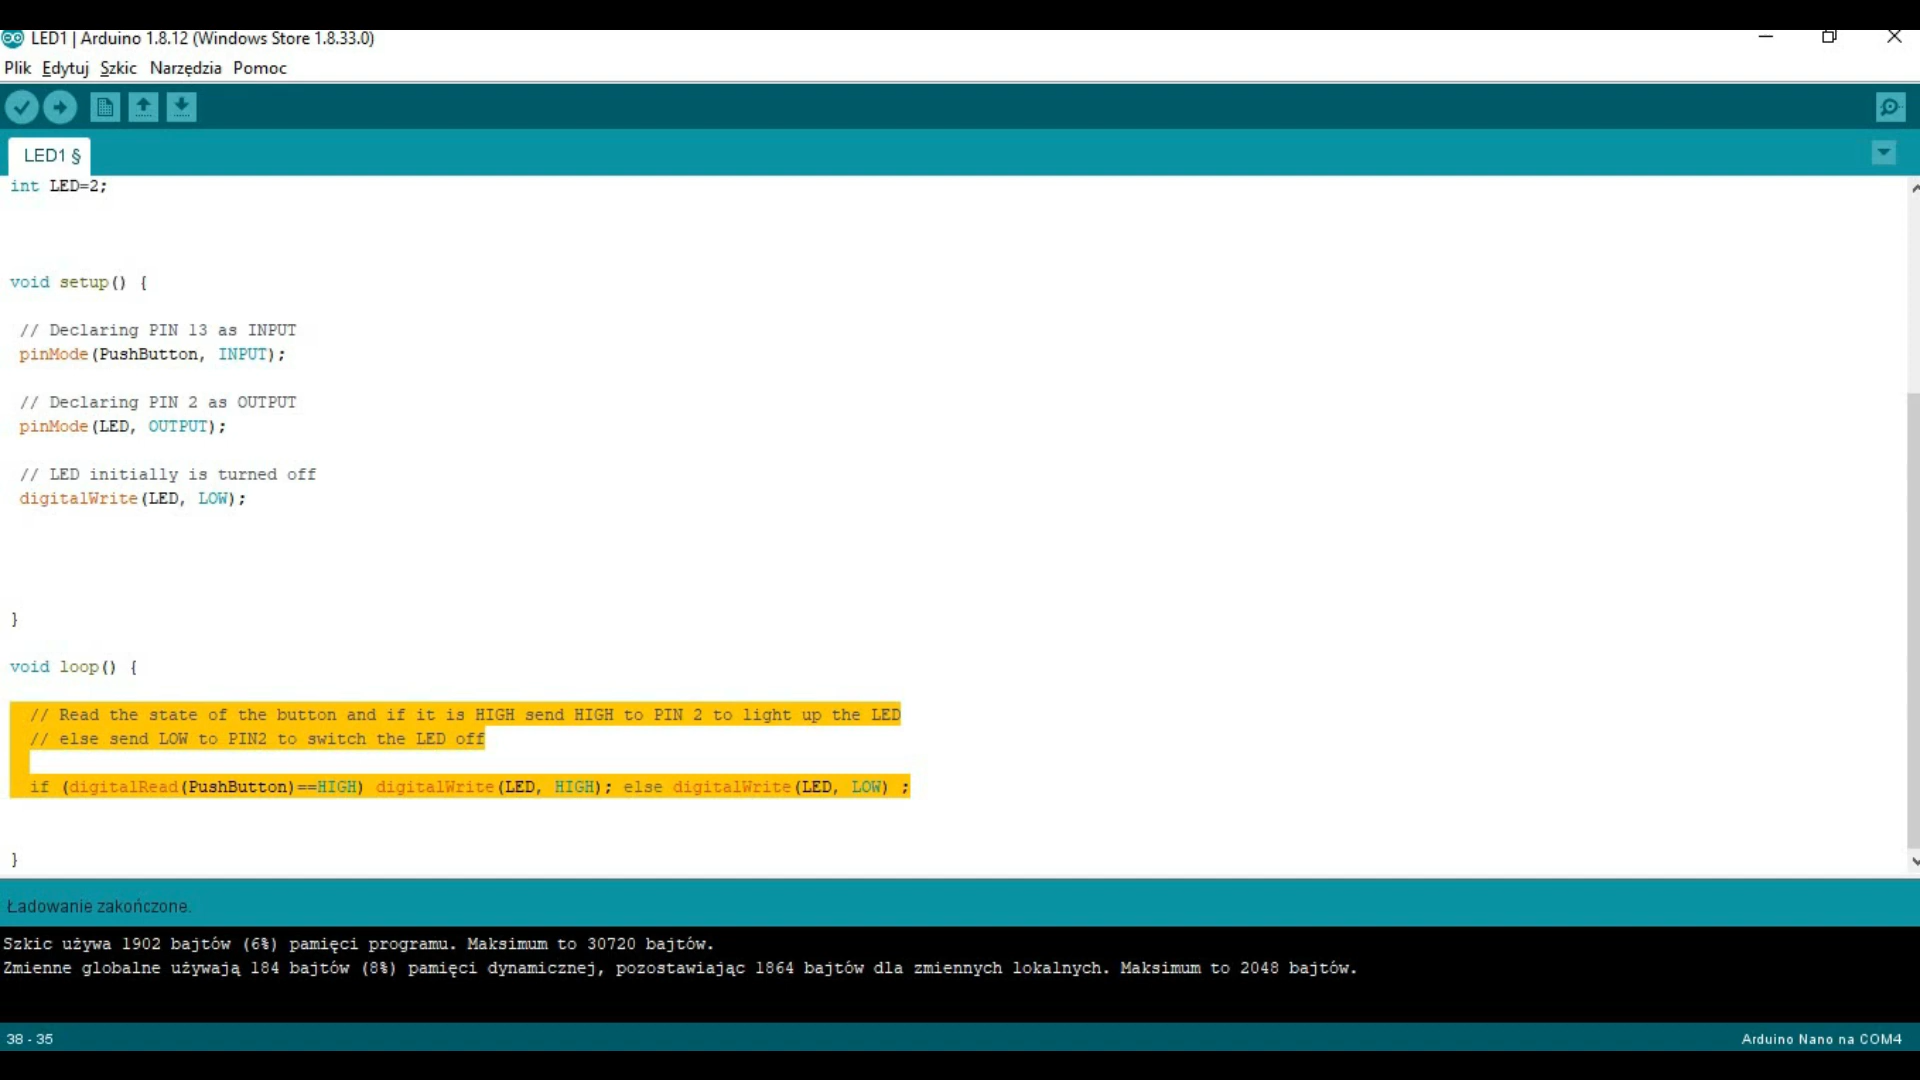 LED1 | Arduino 1.8.12 (Windows Store 1.8.33.0)
Plik Edytuj Szkic Narzędzia Pomoc
LED1 §
int LED=2;
void setup() {
// Declaring PIN 13 as INPUT
pinMode(PushButton, INPUT);
// Declaring PIN 2 as OUTPUT
pinMode(LED, OUTPUT);
// LED initially is turned off
digitalWrite(LED, LOW);
}
void loop() {
// Read the state of the button and if it is HIGH send HIGH to PIN 2 to light up the LED
// else send LOW to PIN2 to switch the LED off
if (digitalRead(PushButton)==HIGH) digitalWrite(LED, HIGH); else digitalWrite(LED, LOW) ;
}
Ładowanie zakończone.
Szkic używa 1902 bajtów (6%) pamięci programu. Maksimum to 30720 bajtów.
Zmienne globalne używają 184 bajtów (8%) pamięci dynamicznej, pozostawiając 1864 bajtów dla zmiennych lokalnych. Maksimum to 2048 bajtów.
38 - 35
Arduino Nano na COM4